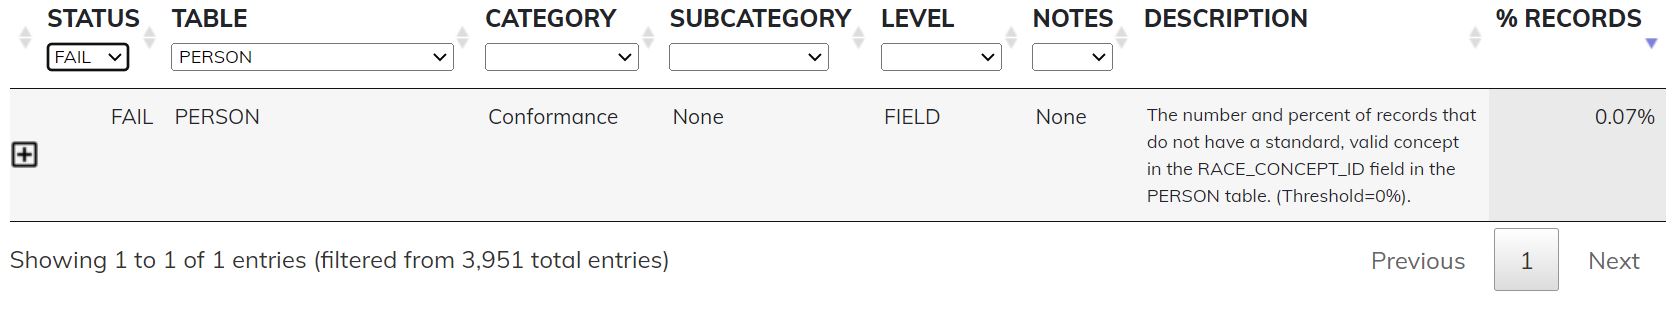 STATUS TABLE CATEGORY SUBCATEGORY LEVEL NOTES DESCRIPTION % RECORDS
FAIL PERSON
FAIL PERSON Conformance None FIELD None The number and percent of records that 0.07%
do not have a standard, valid concept
in the RACE_CONCEPT_ID field in the
PERSON table. (Threshold=0%).
Showing 1 to 1 of 1 entries (filtered from 3,951 total entries) Previous 1 Next